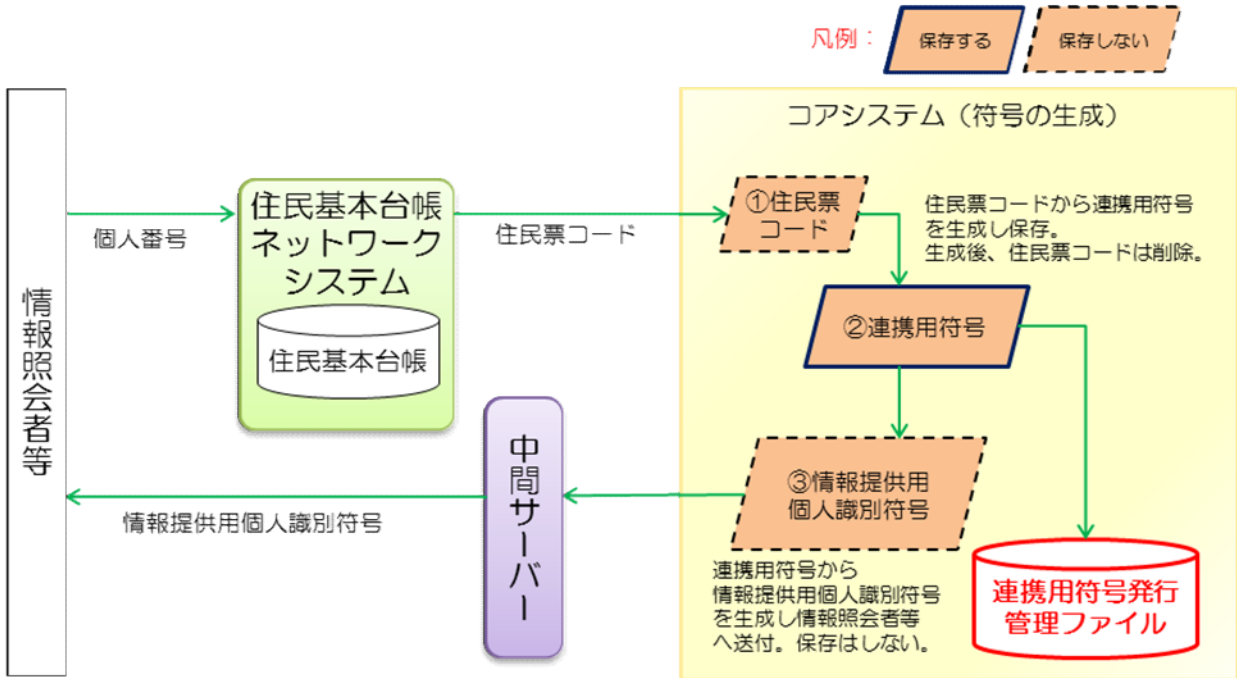 凡例：
保存する
保存しない
コアシステム（符号の生成）
情報照会者等
個人番号
住民基本台帳
ネットワーク
システム
住民基本台帳
住民票コード
①住民票
コード
住民票コードから連携用符号
を生成し保存。
生成後、住民票コードは削除。
②連携用符号
③情報提供用
個人識別符号
中間サーバー
情報提供用個人識別符号
連携用符号から
情報提供用個人識別符号
を生成し情報照会者等
へ送付。保存はしない。
連携用符号発行
管理ファイル